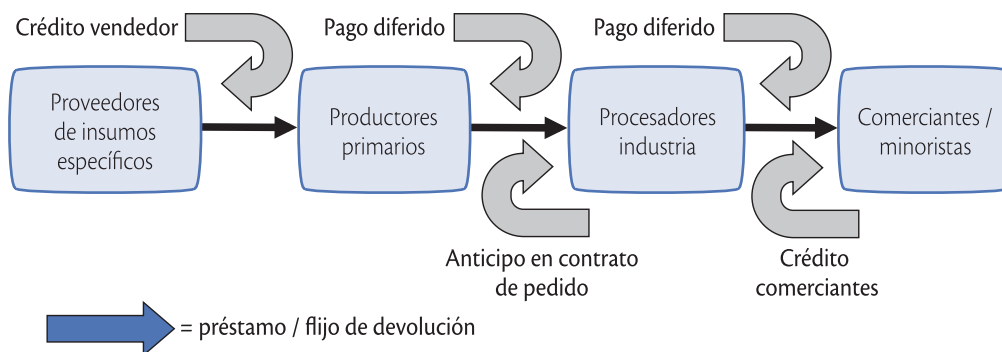 Crédito vendedor
Pago diferido
Pago diferido
Proveedores
de insumos
específicos
Productores
primarios
Procesadores
industria
Comerciantes /
minoristas
Anticipo en contrato
de pedido
Crédito
comerciantes
= préstamo / flijo de devolución